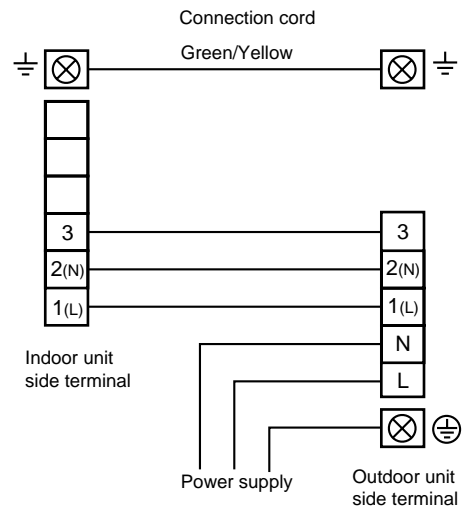 Connection cord
Green/Yellow
3
3
2(N)
2(N)
1(L)
1(L)
N
L
Indoor unit
side terminal
Power supply
Outdoor unit
side terminal